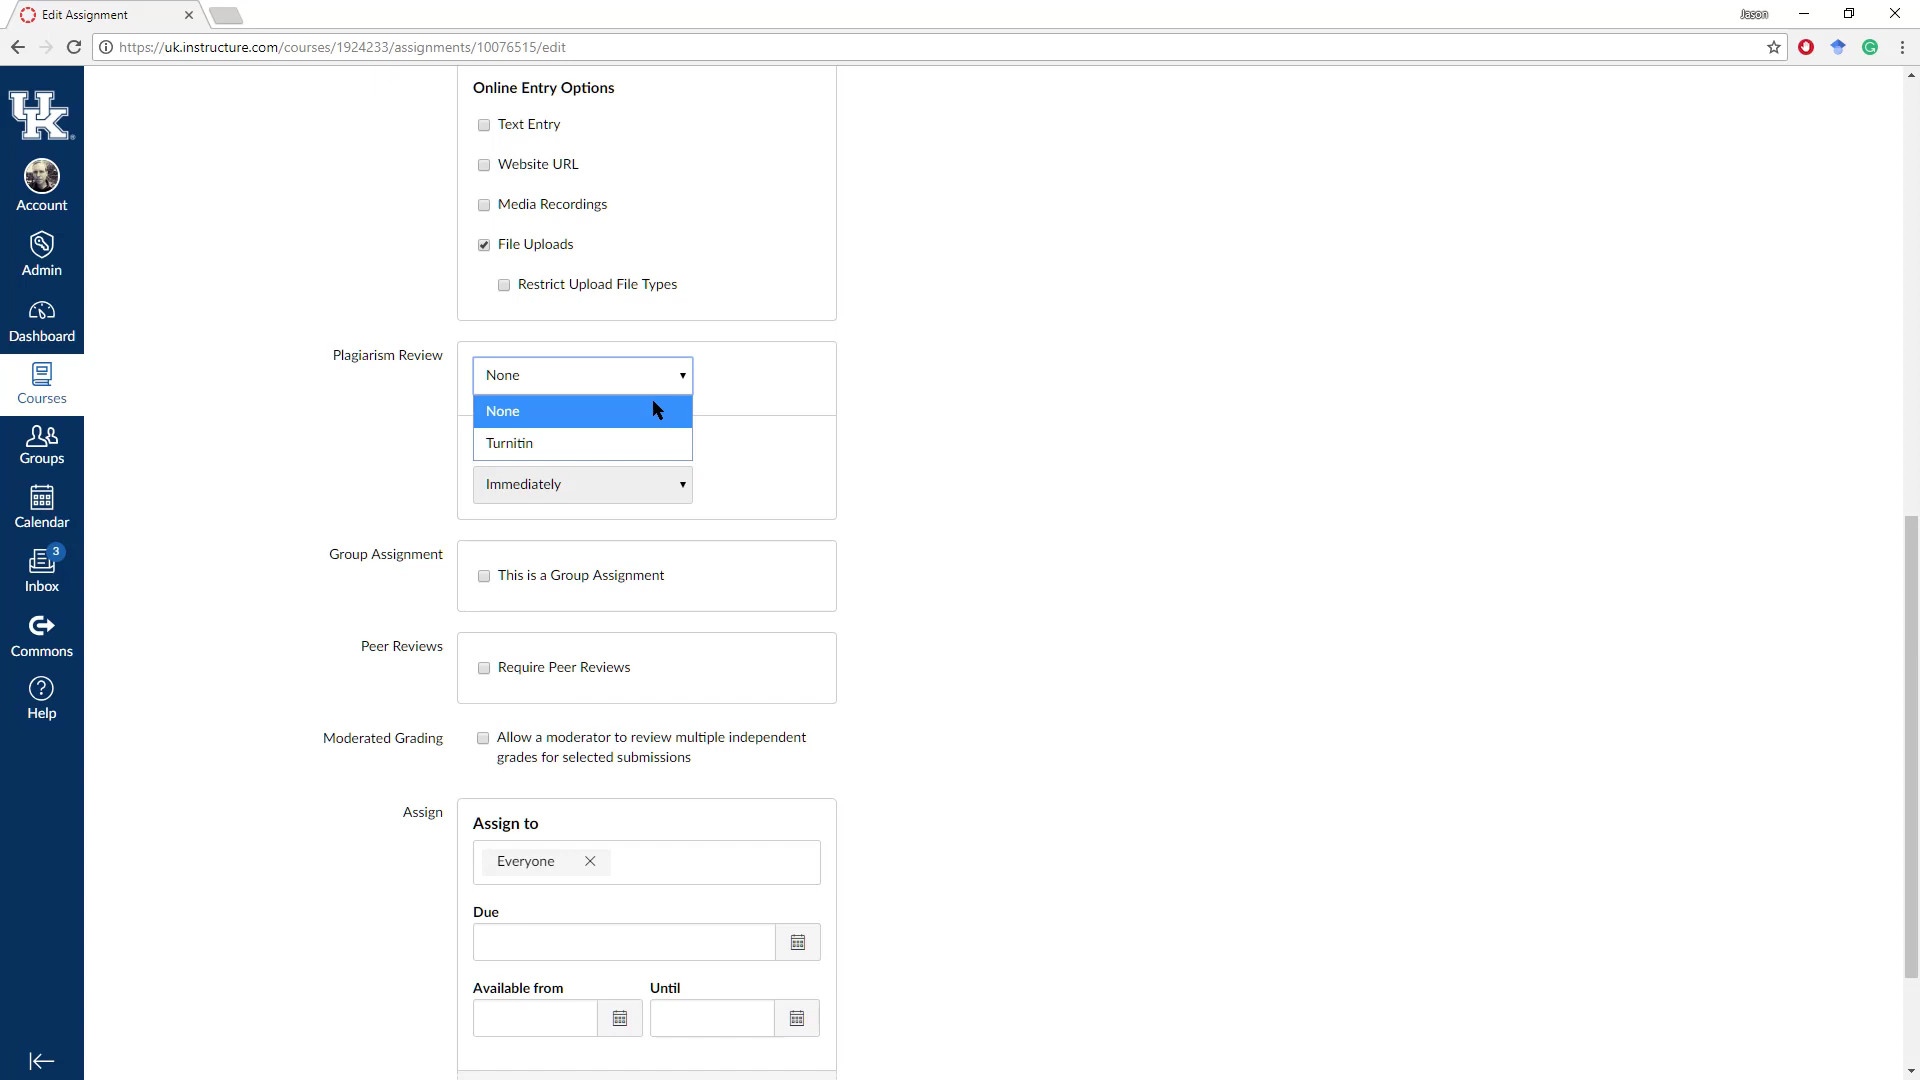 Edit Assignment
Jason
https://uk.instructure.com/courses/1924233/assignments/10076515/edit
UK
Account
Admin
Dashboard
Courses
Groups
Calendar
3
Inbox
Commons
Help
Online Entry Options
Text Entry
Website URL
Media Recordings
File Uploads
Restrict Upload File Types
Plagiarism Review
None
None
Turnitin
Immediately
Group Assignment
This is a Group Assignment
Peer Reviews
Require Peer Reviews
Moderated Grading
Allow a moderator to review multiple independent
grades for selected submissions
Assign
Assign to
Everyone
Due
Available from
Until